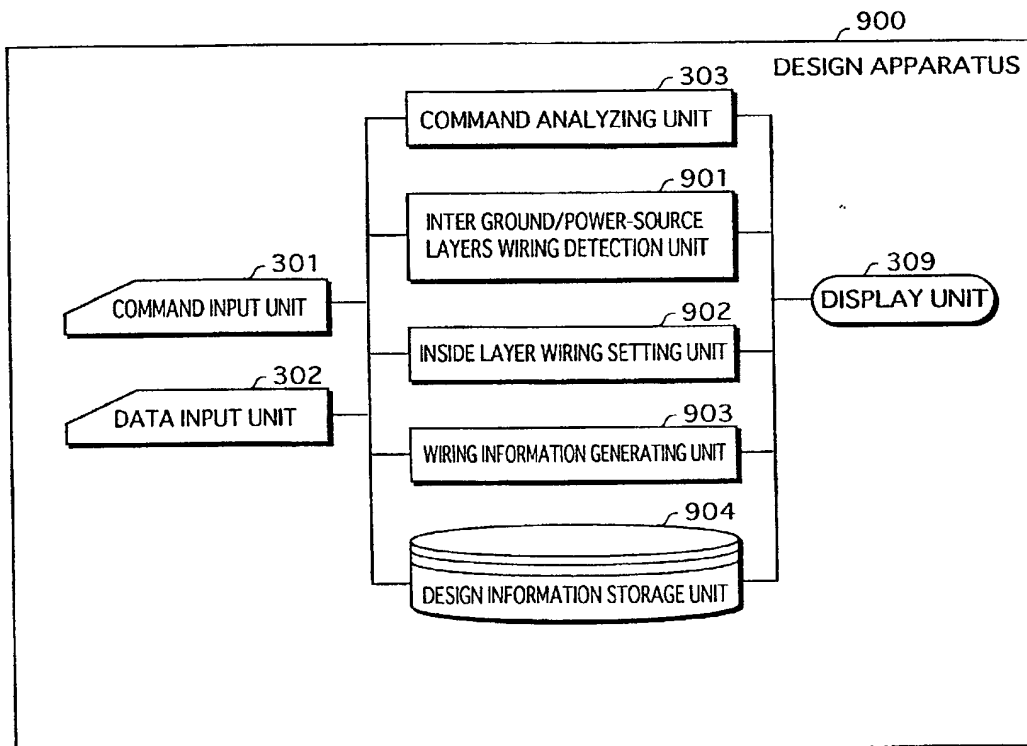 900
DESIGN APPARATUS
303
COMMAND ANALYZING UNIT
901
INTER GROUND/POWER-SOURCE
LAYERS WIRING DETECTION UNIT
301
COMMAND INPUT UNIT
309
DISPLAY UNIT
902
INSIDE LAYER WIRING SETTING UNIT
302
DATA INPUT UNIT
903
WIRING INFORMATION GENERATING UNIT
904
DESIGN INFORMATION STORAGE UNIT